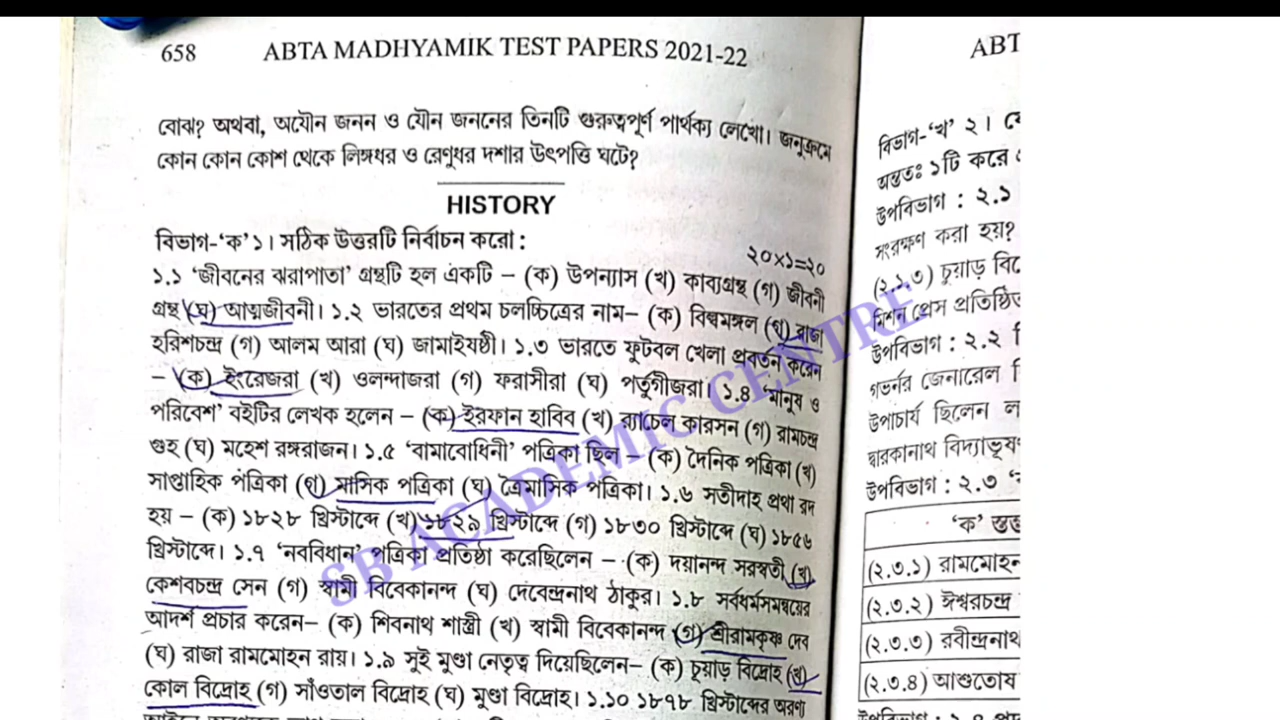 658 ABTA MADHYAMIK TEST PAPERS 2021-22
বোঝ? অথবা, অযৌন জনন ও যৌন জননের তিনটি গুরুত্বপূর্ণ পার্থক্য লেখো। জনুক্রমে
কোন কোন কোশ থেকে লিঙ্গধর ও রেণুধর দশার উৎপত্তি ঘটে?
HISTORY
বিভাগ-‘ক’ ১। সঠিক উত্তরটি নির্বাচন করো :
২০×১=২০
১.১ ‘জীবনের ঝরাপাতা’ গ্রন্থটি হল একটি – (ক) উপন্যাস (খ) কাব্যগ্রন্থ (গ) জীবনী
গ্রন্থ (ঘ) আত্মজীবনী। ১.২ ভারতের প্রথম চলচ্চিত্রের নাম– (ক) বিল্বমঙ্গল (খ) রাজা
হরিশচন্দ্র (গ) আলম আরা (ঘ) জামাইষষ্ঠী। ১.৩ ভারতে ফুটবল খেলা প্রবর্তন করেন
– (ক) ইংরেজরা (খ) ওলন্দাজরা (গ) ফরাসীরা (ঘ) পর্তুগীজরা। ১.৪ ‘মানুষ ও
পরিবেশ’ বইটির লেখক হলেন – (ক) ইরফান হাবিব (খ) র‍্যাচেল কারসন (গ) রামচন্দ্র
গুহ (ঘ) মহেশ রঙ্গরাজন। ১.৫ ‘বামাবোধিনী’ পত্রিকা ছিল – (ক) দৈনিক পত্রিকা (খ)
সাপ্তাহিক পত্রিকা (গ) মাসিক পত্রিকা (ঘ) ত্রৈমাসিক পত্রিকা। ১.৬ সতীদাহ প্রথা রদ
হয় – (ক) ১৮২৮ খ্রিস্টাব্দে (খ) ১৮২৯ খ্রিস্টাব্দে (গ) ১৮৩০ খ্রিস্টাব্দে (ঘ) ১৮৫৬
খ্রিস্টাব্দে। ১.৭ ‘নববিধান’ পত্রিকা প্রতিষ্ঠা করেছিলেন – (ক) দয়ানন্দ সরস্বতী (খ)
কেশবচন্দ্র সেন (গ) স্বামী বিবেকানন্দ (ঘ) দেবেন্দ্রনাথ ঠাকুর। ১.৮ সর্বধর্মসমন্বয়ের
আদর্শ প্রচার করেন– (ক) শিবনাথ শাস্ত্রী (খ) স্বামী বিবেকানন্দ (গ) শ্রীরামকৃষ্ণ দেব
(ঘ) রাজা রামমোহন রায়। ১.৯ সুই মুণ্ডা নেতৃত্ব দিয়েছিলেন– (ক) চুয়াড় বিদ্রোহ (খ)
কোল বিদ্রোহ (গ) সাঁওতাল বিদ্রোহ (ঘ) মুণ্ডা বিদ্রোহ। ১.১০ ১৮৭৮ খ্রিস্টাব্দের অরণ্য
SB ACADEMIC CENTRE
ABT
বিভাগ-‘খ’ ২।
অন্ততঃ ১টি করে
উপবিভাগ : ২.১
সংরক্ষণ করা হয়?
(২.১.৩) চুয়াড় বিদ্রে
মিশন প্রেস প্রতিষ্ঠিত
উপবিভাগ : ২.২
গভর্নর জেনারেল
উপাচার্য ছিলেন ল
দ্বারকানাথ বিদ্যাভূষণ
উপবিভাগ : ২.৩
‘ক’ স্তম্ভ
(২.৩.১) রামমোহন
(২.৩.২) ঈশ্বরচন্দ্র
(২.৩.৩) রবীন্দ্রনাথ
(২.৩.৪) আশুতোষ